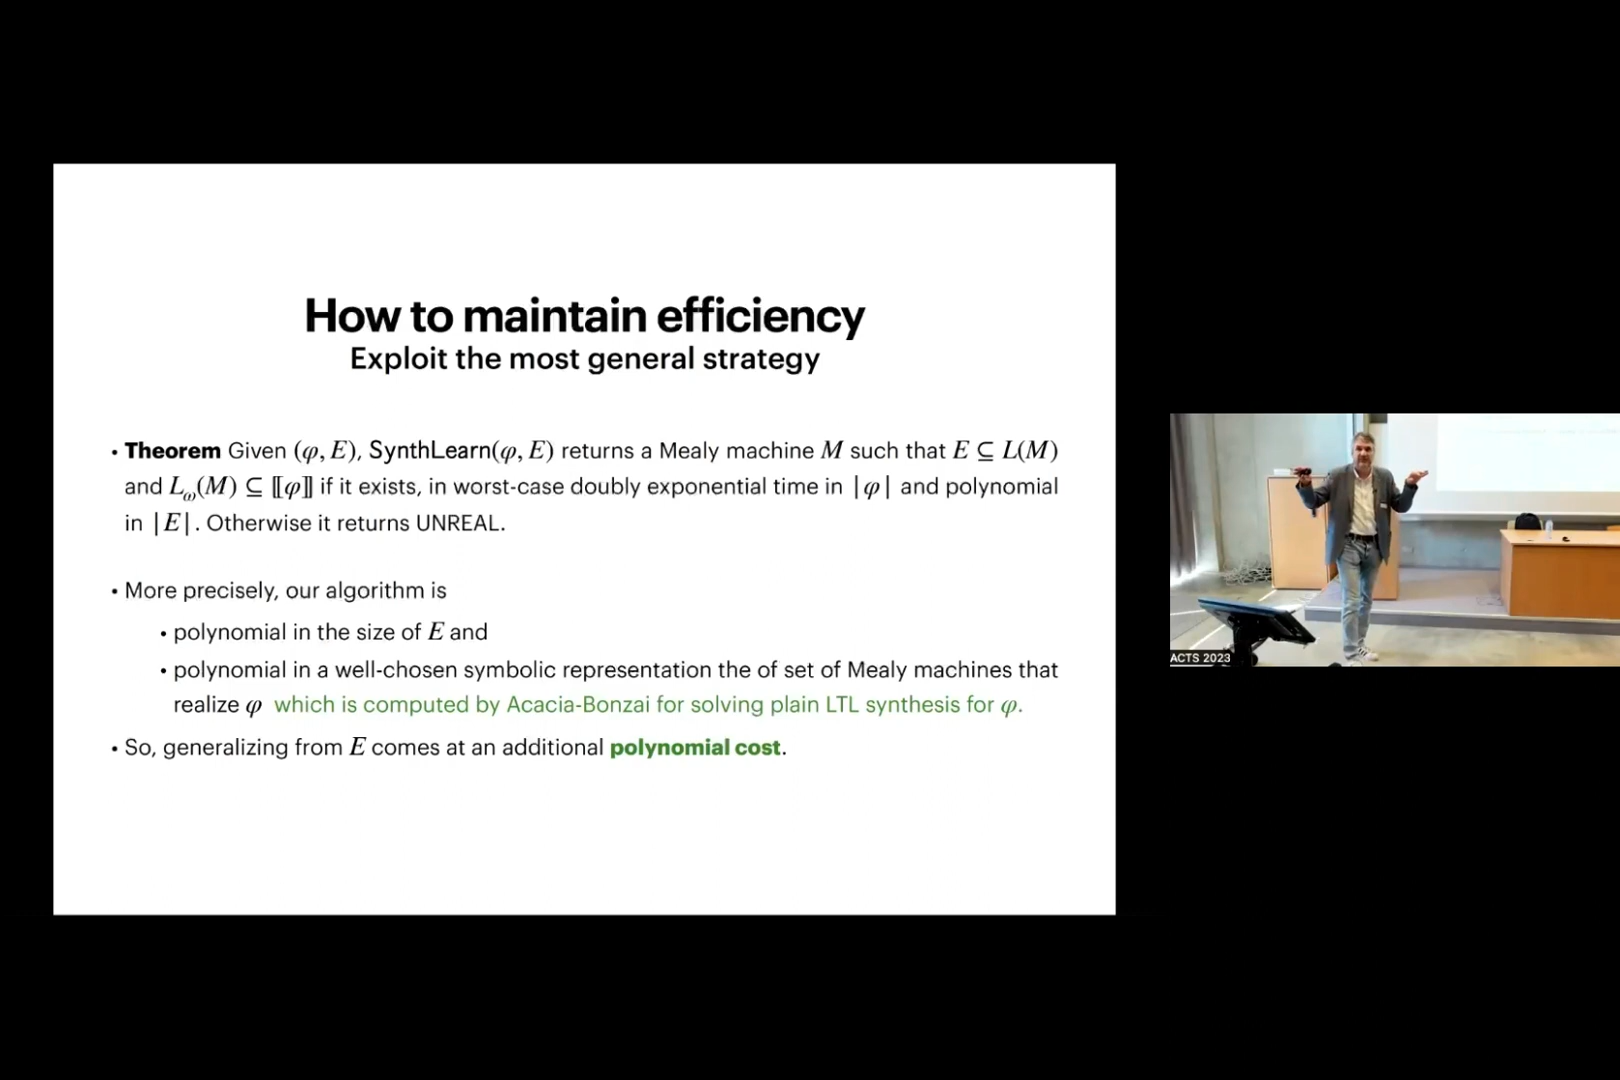 How to maintain efficiency
Exploit the most general strategy
• Theorem Given (φ, E), SynthLearn(φ, E) returns a Mealy machine M such that E ⊆ L(M)
and L_ω(M) ⊆ ⟦φ⟧ if it exists, in worst-case doubly exponential time in |φ| and polynomial
in |E|. Otherwise it returns UNREAL.
• More precisely, our algorithm is
• polynomial in the size of E and
• polynomial in a well-chosen symbolic representation the of set of Mealy machines that
realize φ which is computed by Acacia-Bonzai for solving plain LTL synthesis for φ.
• So, generalizing from E comes at an additional polynomial cost.
ACTS 2023